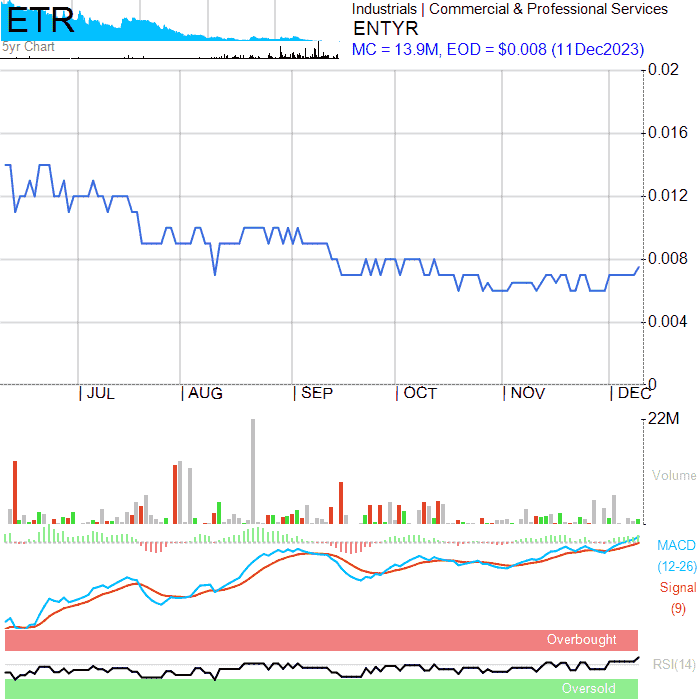 ETR
5yr Chart
Industrials | Commercial & Professional Services
ENTYR
MC = 13.9M, EOD = $0.008 (11Dec2023)
0.02
0.016
0.012
0.008
0.004
0
| JUL | AUG | SEP | OCT | NOV | DEC
22M
Volume
MACD
(12-26)
Signal
(9)
Overbought
RSI(14)
Oversold